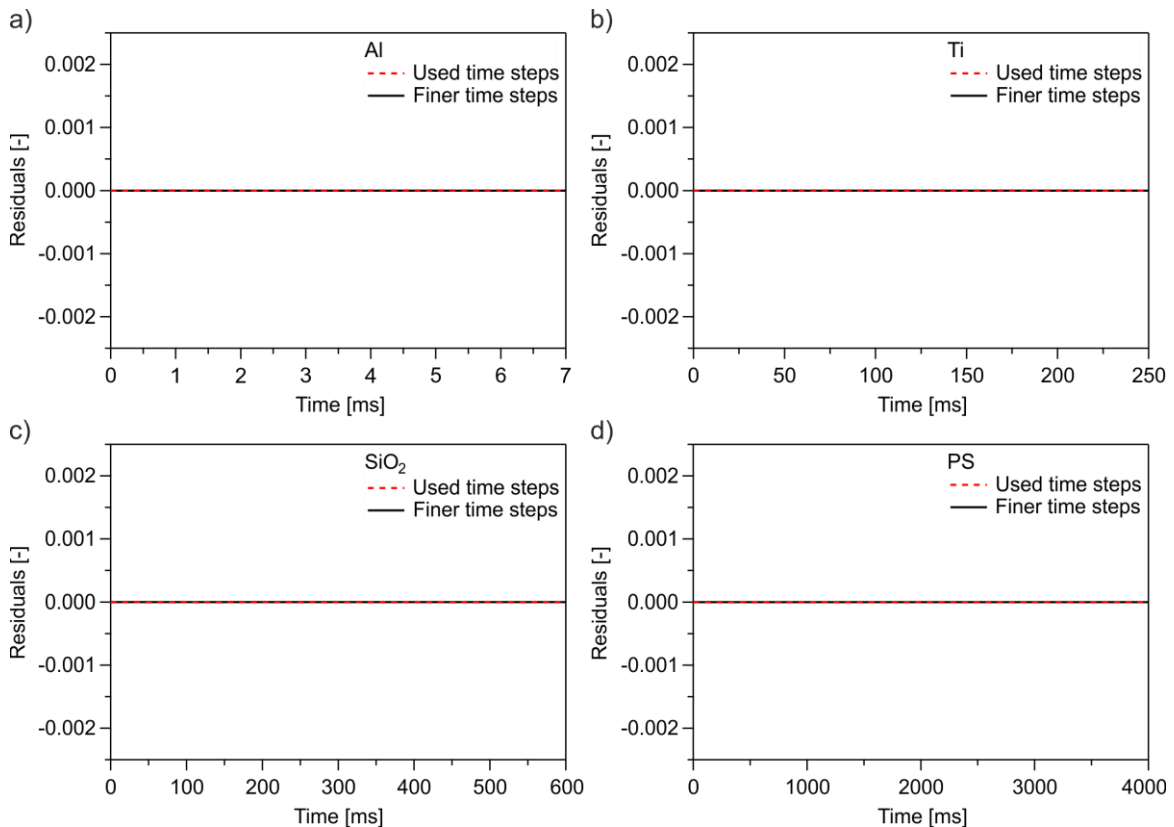 a)
Al
Used time steps
Finer time steps
Residuals [-]
0.002
0.001
0.000
-0.001
-0.002
0 1 2 3 4 5 6 7
Time [ms]
b)
Ti
Used time steps
Finer time steps
Residuals [-]
0.002
0.001
0.000
-0.001
-0.002
0 50 100 150 200 250
Time [ms]
c)
SiO₂
Used time steps
Finer time steps
Residuals [-]
0.002
0.001
0.000
-0.001
-0.002
0 100 200 300 400 500 600
Time [ms]
d)
PS
Used time steps
Finer time steps
Residuals [-]
0.002
0.001
0.000
-0.001
-0.002
0 1000 2000 3000 4000
Time [ms]